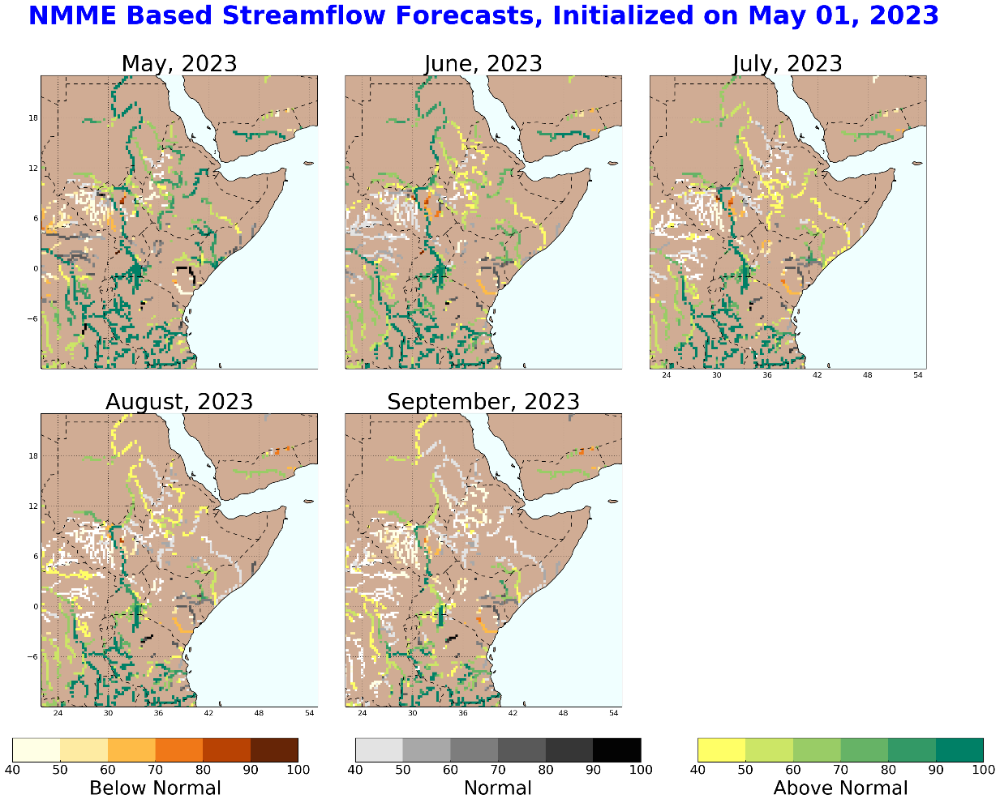 NMME Based Streamflow Forecasts, Initialized on May 01, 2023
May, 2023
June, 2023
July, 2023
18
12
6
0
−6
24 30 36 42 48 54
August, 2023
September, 2023
18
12
6
0
−6
24 30 36 42 48 54
24 30 36 42 48 54
40 50 60 70 80 90 100
Below Normal
40 50 60 70 80 90 100
Normal
40 50 60 70 80 90 100
Above Normal